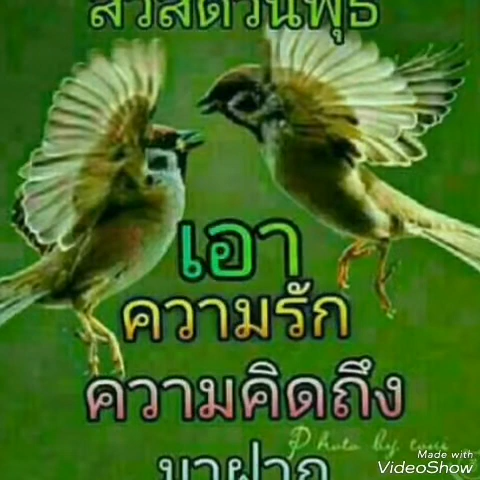 สวัสดีวันพุธ
เอา
ความรัก
ความคิดถึง
Photo by toui
มาฝาก
Made with
VideoShow